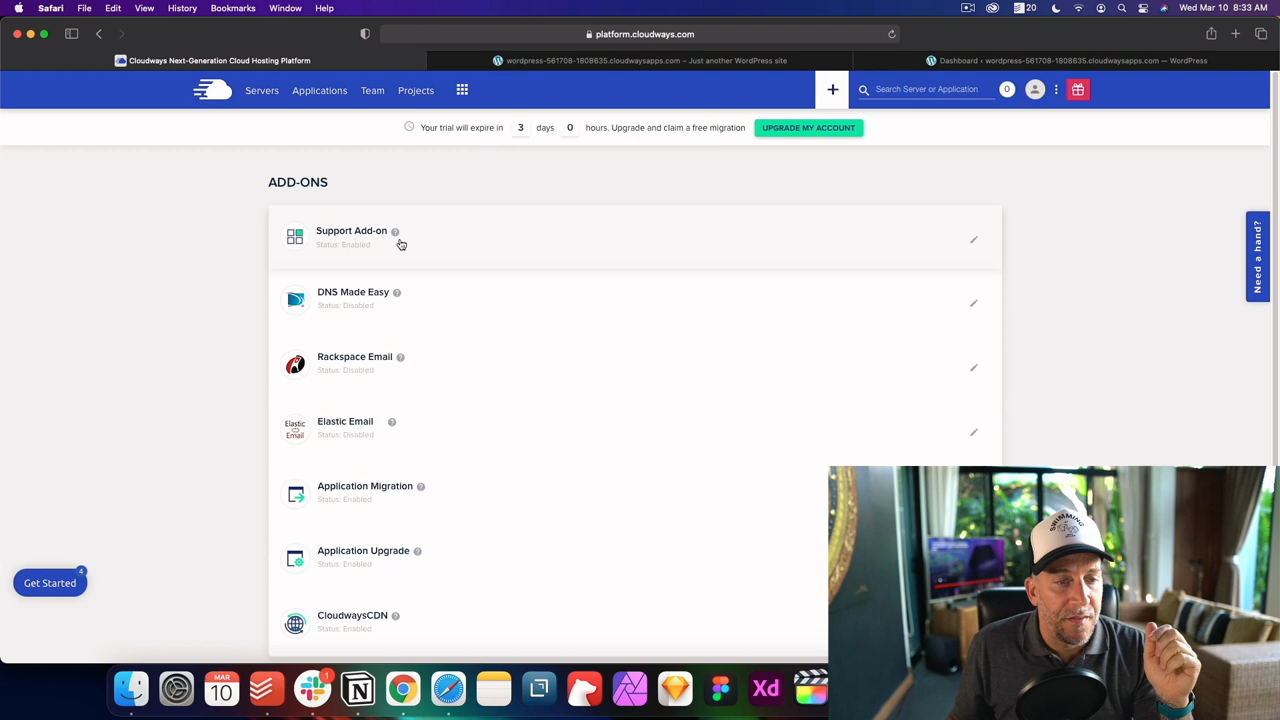 Safari File Edit View History Bookmarks Window Help
20 Wed Mar 10 8:33 AM
platform.cloudways.com
Cloudways Next-Generation Cloud Hosting Platform
wordpress-561708-1808635.cloudwaysapps.com – Just another WordPress site
Dashboard ‹ wordpress-561708-1808635.cloudwaysapps.com — WordPress
Servers Applications Team Projects
+ Search Server or Application 0
Your trial will expire in 3 days 0 hours. Upgrade and claim a free migration UPGRADE MY ACCOUNT
ADD-ONS
Support Add-on ?
Status: Enabled
DNS Made Easy ?
Status: Disabled
Rackspace Email ?
Status: Disabled
Elastic Email
Elastic Email ?
Status: Disabled
Application Migration ?
Status: Enabled
Application Upgrade ?
Status: Enabled
CloudwaysCDN ?
Status: Enabled
Need a hand?
Get Started 4
SWIMMING
MAR
10
1
Xd